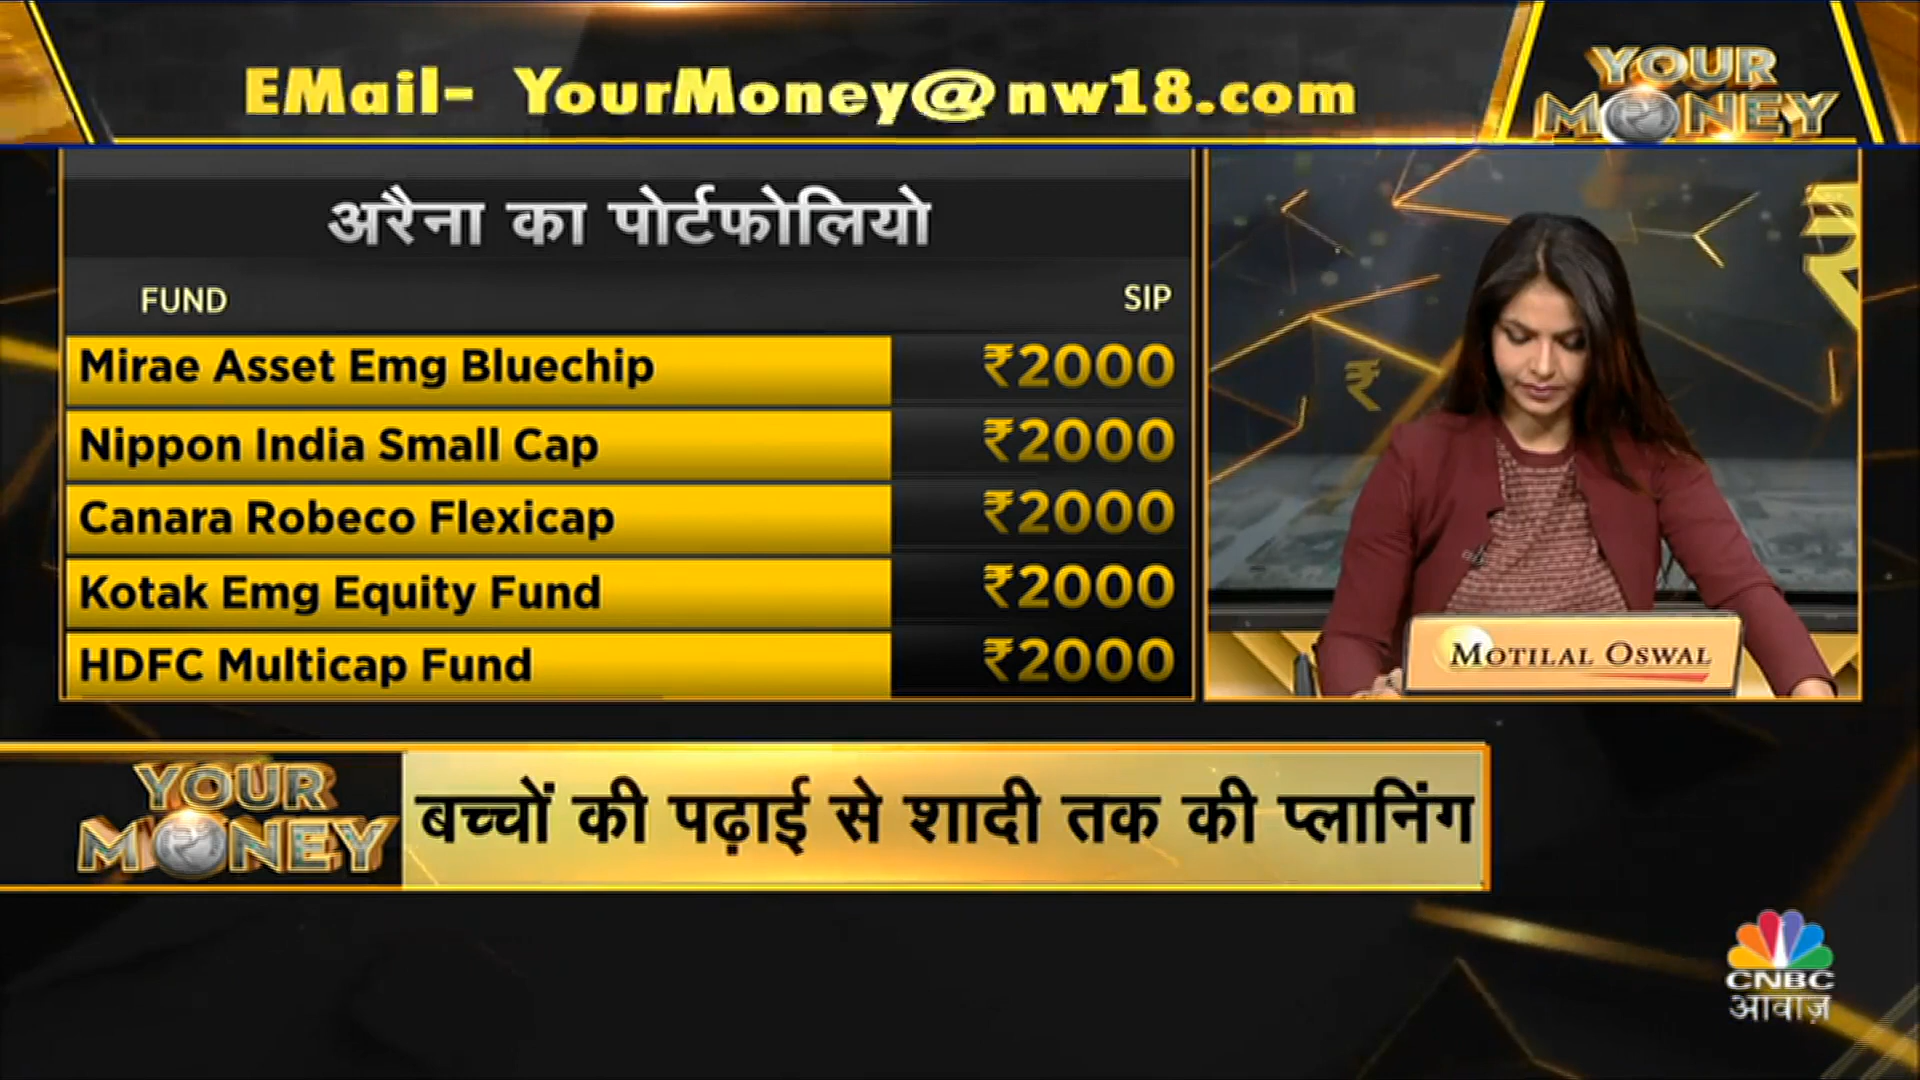 EMail- YourMoney@nw18.com
YOUR
MONEY
अरैना का पोर्टफोलियो
FUND SIP
Mirae Asset Emg Bluechip ₹2000
Nippon India Small Cap ₹2000
Canara Robeco Flexicap ₹2000
Kotak Emg Equity Fund ₹2000
HDFC Multicap Fund ₹2000
₹
₹
MOTILAL OSWAL
YOUR
MONEY
बच्चों की पढ़ाई से शादी तक की प्लानिंग
CNBC
आवाज़